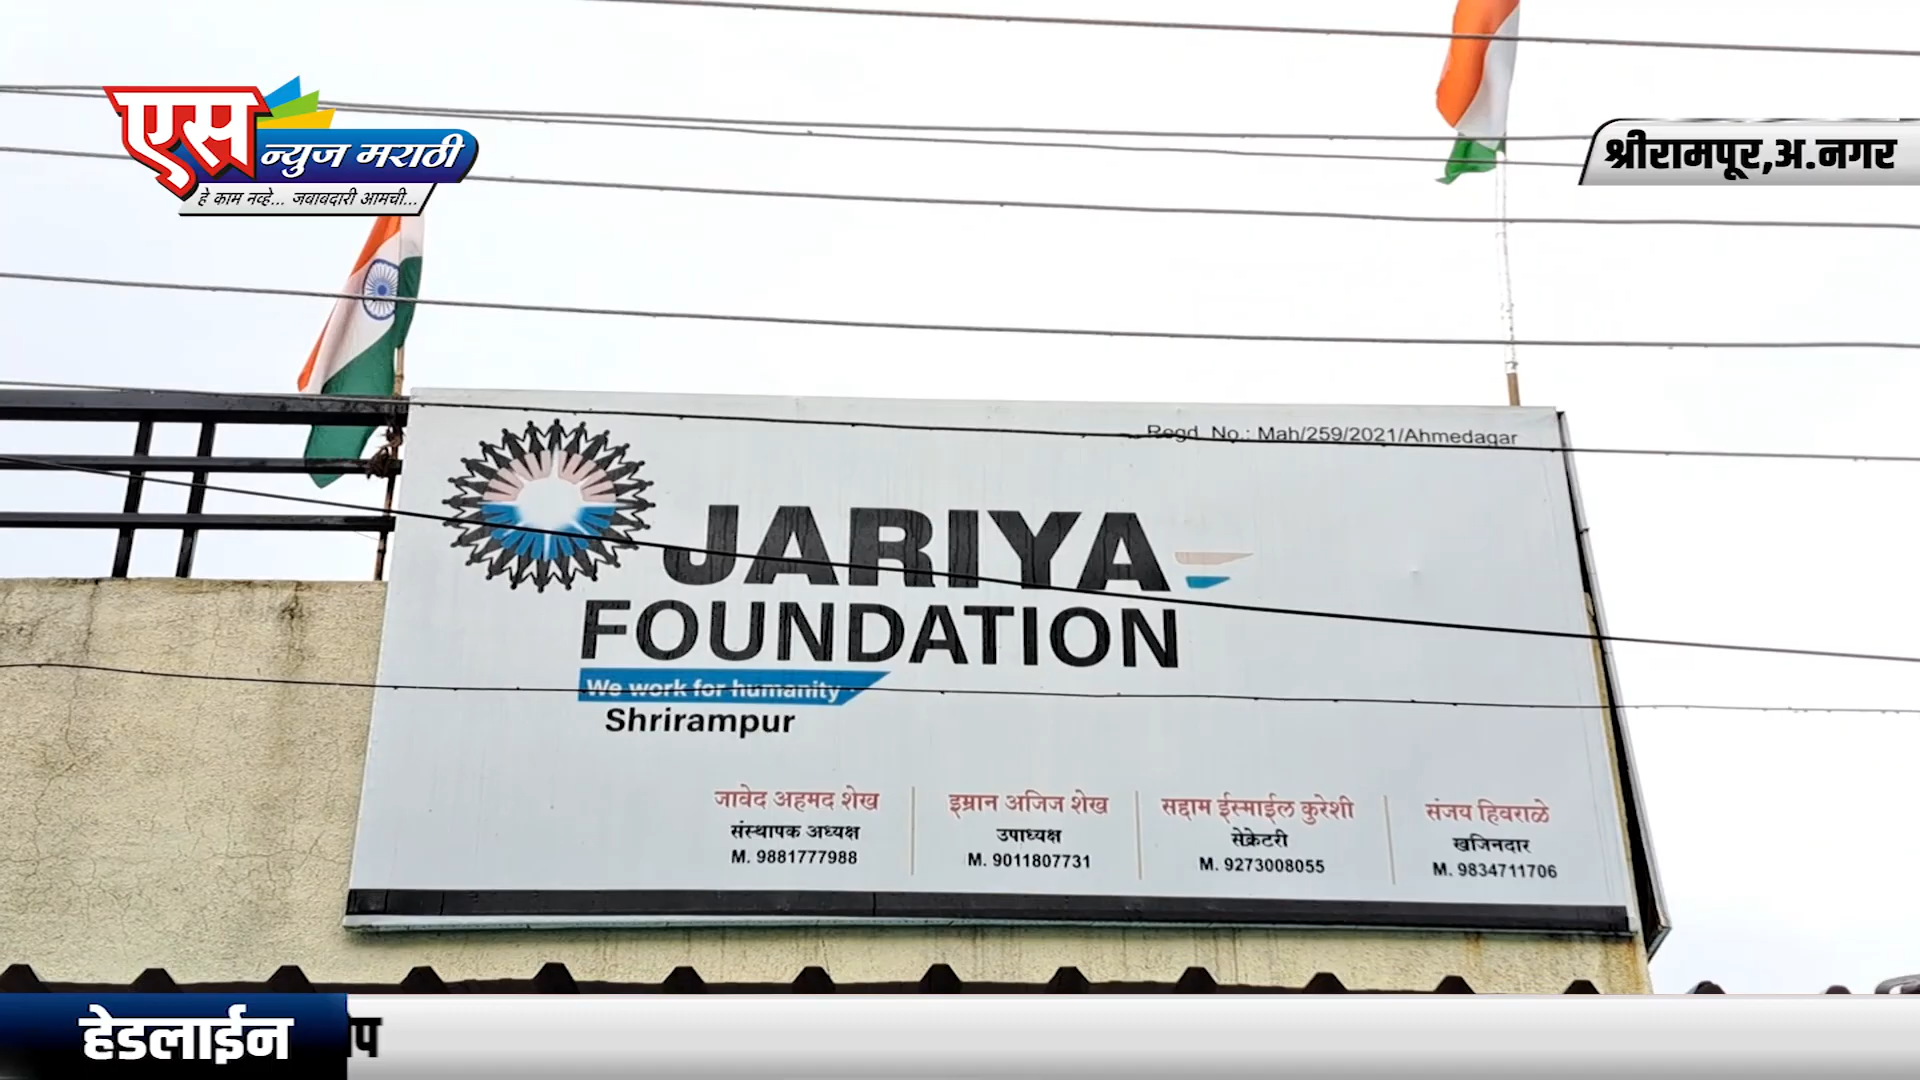 एस
न्युज मराठी
हे काम नव्हे... जबाबदारी आमची...
श्रीरामपूर,अ.नगर
Regd. No.: Mah/259/2021/Ahmedagar
JARIYA
FOUNDATION
We work for humanity
Shrirampur
जावेद अहमद शेख
संस्थापक अध्यक्ष
M. 9881777988
इम्रान अजिज शेख
उपाध्यक्ष
M. 9011807731
सद्दाम ईस्माईल कुरेशी
सेक्रेटरी
M. 9273008055
संजय हिवराळे
खजिनदार
M. 9834711706
हेडलाईन